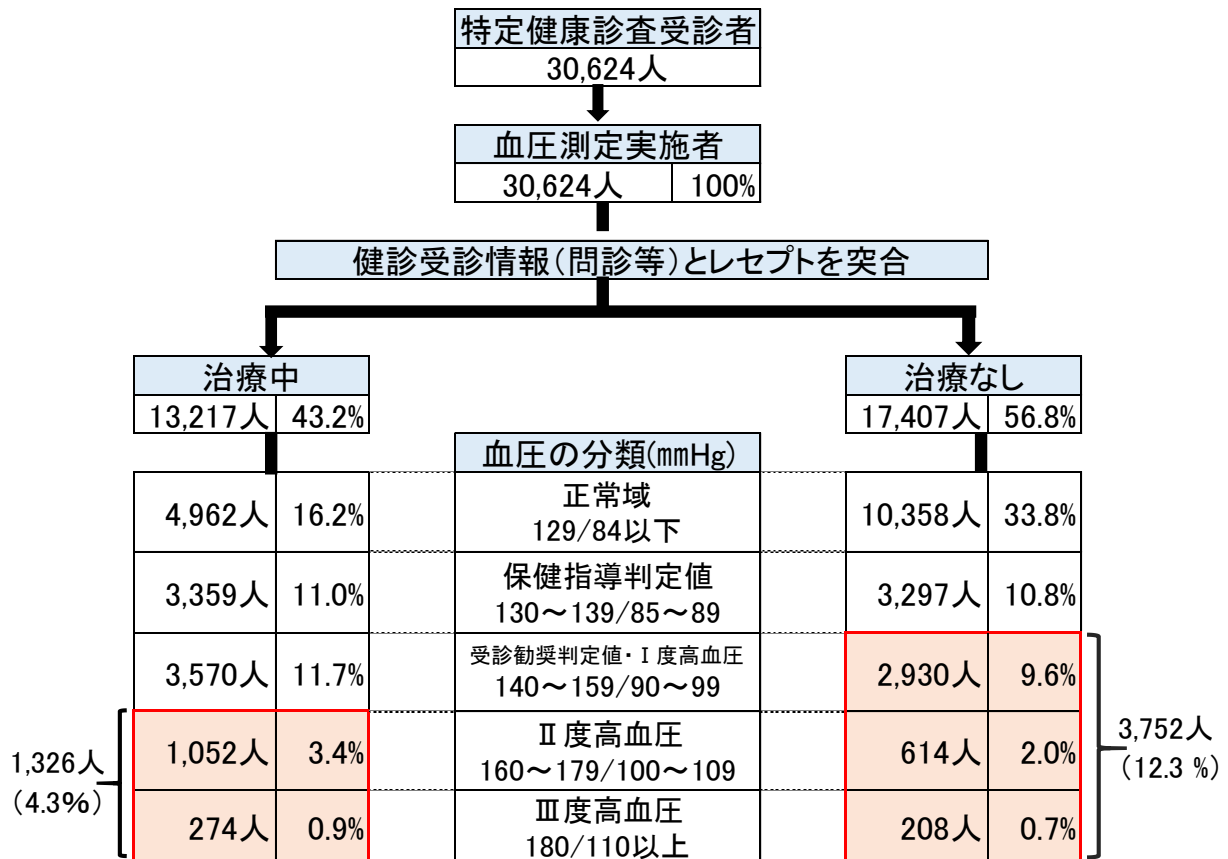 特定健康診査受診者
30,624人
血圧測定実施者
30,624人 100%
健診受診情報(問診等)とレセプトを突合
治療中
13,217人 43.2%
治療なし
17,407人 56.8%
血圧の分類(mmHg)
4,962人 16.2%
正常域
129/84以下
10,358人 33.8%
3,359人 11.0%
保健指導判定値
130～139/85～89
3,297人 10.8%
3,570人 11.7%
受診勧奨判定値・Ⅰ度高血圧
140～159/90～99
2,930人 9.6%
1,052人 3.4%
Ⅱ度高血圧
160～179/100～109
614人 2.0%
274人 0.9%
Ⅲ度高血圧
180/110以上
208人 0.7%
1,326人
(4.3%)
3,752人
(12.3 %)